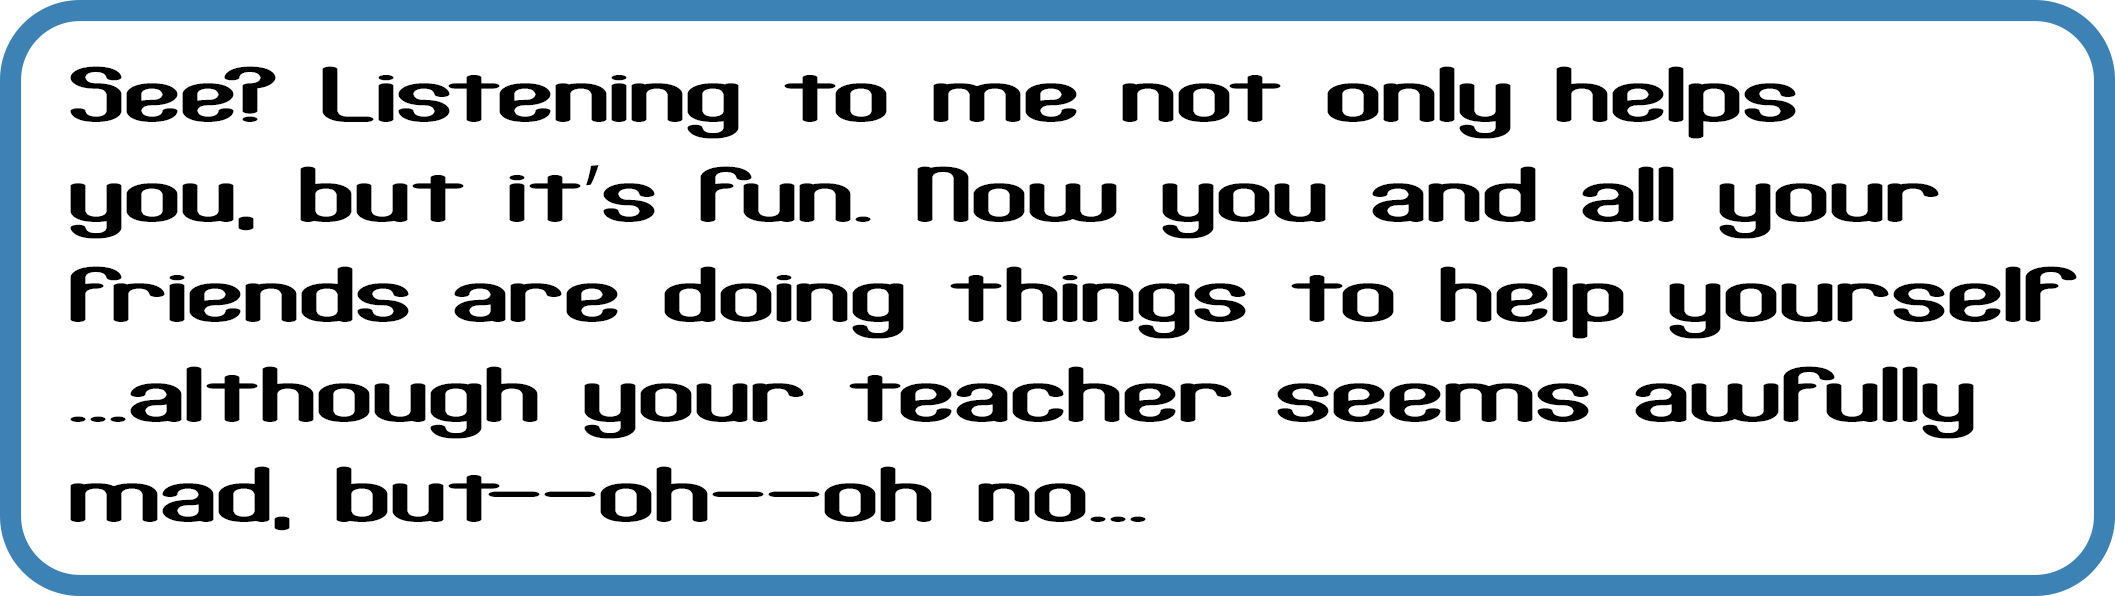 See? Listening to me not only helps
you, but it's fun. Now you and all your
friends are doing things to help yourself
...although your teacher seems awfully
mad, but--oh--oh no...